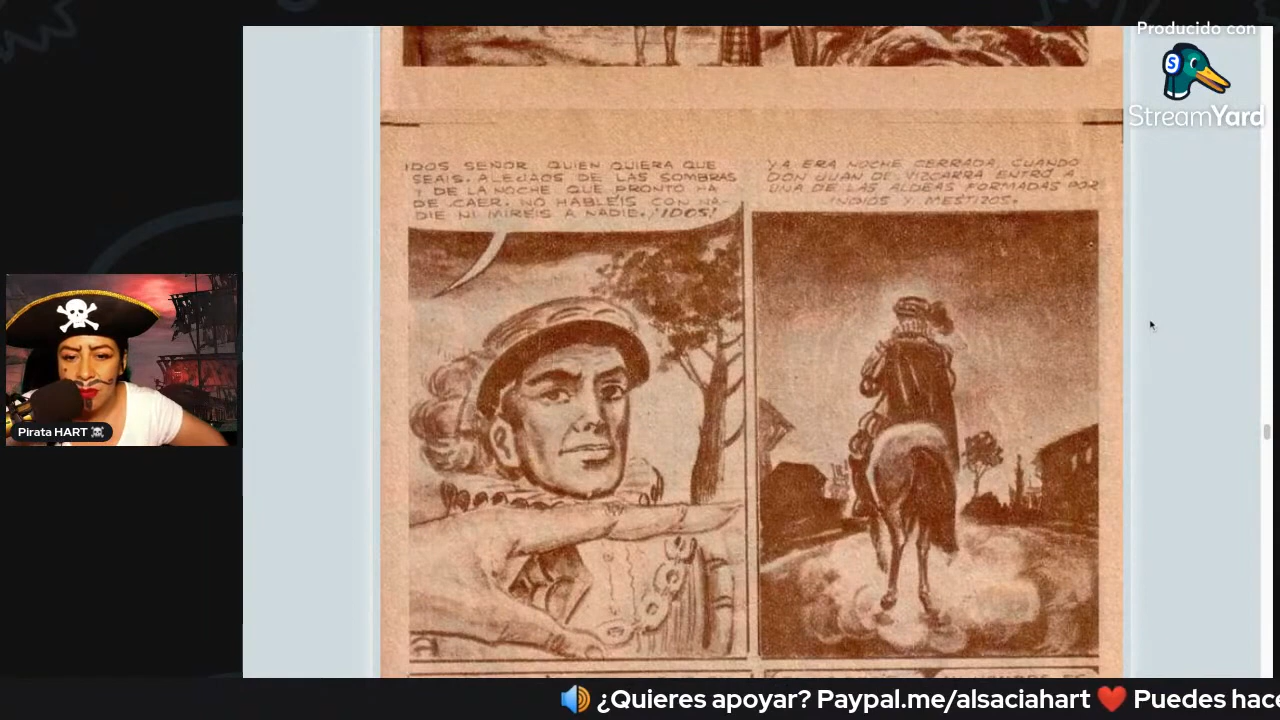 Producido con
StreamYard
IDOS SEÑOR, QUIEN QUIERA QUE
SEAIS. ALEJAOS DE LAS SOMBRAS
Y DE LA NOCHE QUE PRONTO HA
DE CAER. NO HABLÉIS CON NA-
DIE NI MIREIS A NADIE. ¡IDOS!
YA ERA NOCHE CERRADA, CUANDO
DON JUAN DE VIZCARRA ENTRÓ A
UNA DE LAS ALDEAS FORMADAS POR
INDIOS Y MESTIZOS.
Pirata HART ☠️
🔊 ¿Quieres apoyar? Paypal.me/alsaciahart ❤️ Puedes hac